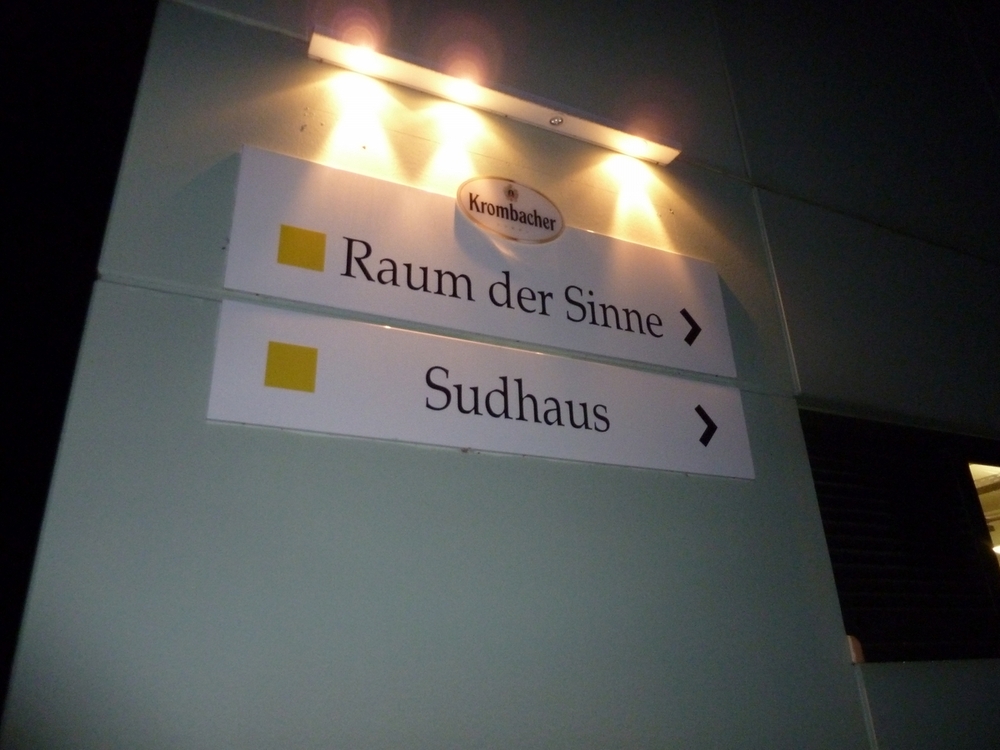 Krombacher
Raum der Sinne
Sudhaus